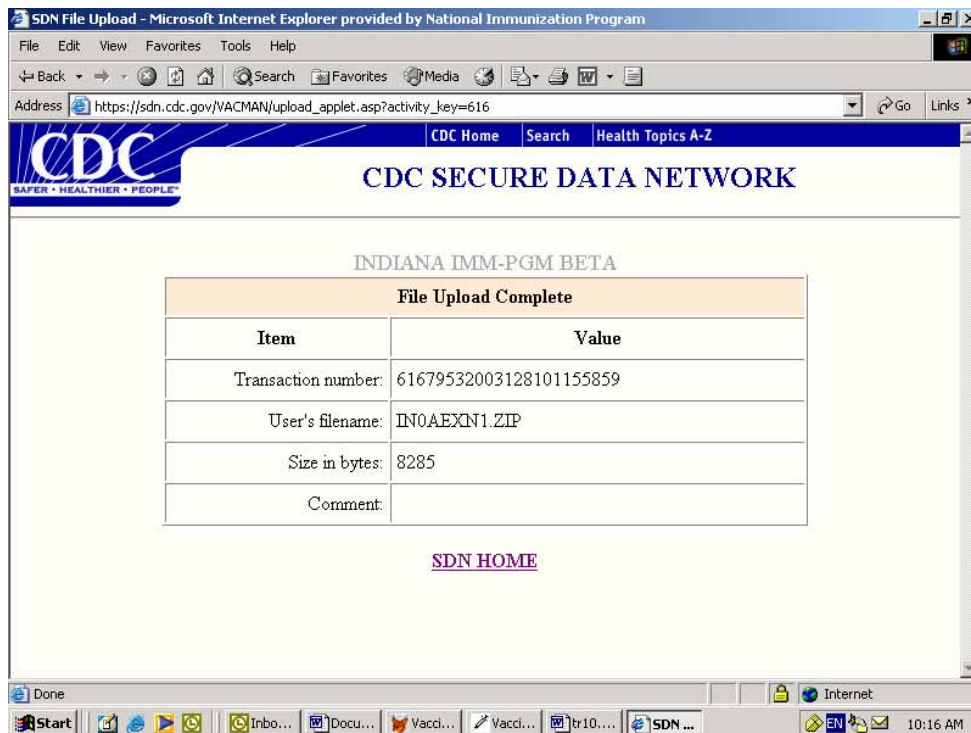 SDN File Upload - Microsoft Internet Explorer provided by National Immunization Program
File Edit View Favorites Tools Help
Back Search Favorites Media
Address https://sdn.cdc.gov/VACMAN/upload_applet.asp?activity_key=616 Go Links
CDC Home Search Health Topics A-Z
CDC
SAFER • HEALTHIER • PEOPLE™
CDC SECURE DATA NETWORK
INDIANA IMM-PGM BETA
File Upload Complete
Item Value
Transaction number: 61679532003128101155859
User's filename: IN0AEXN1.ZIP
Size in bytes: 8285
Comment:
SDN HOME
Done Internet
Start Inbo... Docu... Vacci... Vacci... tr10.... SDN ... EN 10:16 AM